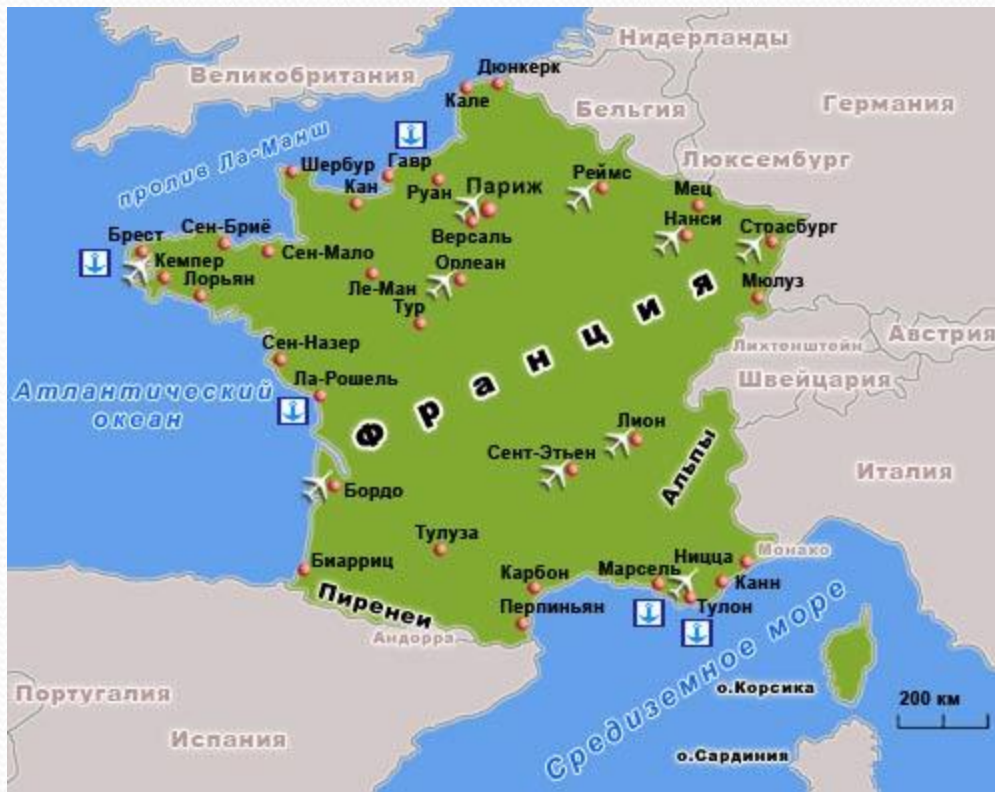 Нидерланды
Великобритания
Дюнкерк
Кале
Бельгия
Германия
пролив Ла-Манш
Люксембург
Шербур
Гавр
Кан
Руан
Париж
Реймс
Мец
Версаль
Нанси
Страсбург
Брест
Сен-Бриё
Сен-Мало
Кемпер
Лорьян
Орлеан
Ле-Ман
Тур
Мюлуз
Франция
Сен-Назер
Ла-Рошель
Атлантический
океан
Лихтенштейн
Австрия
Швейцария
Лион
Сент-Этьен
Альпы
Италия
Бордо
Тулуза
Биарриц
Пиренеи
Андорра
Карбон
Перпиньян
Марсель
Ницца
Монако
Канн
Тулон
Средиземное море
Португалия
Испания
о.Корсика
200 км
о.Сардиния